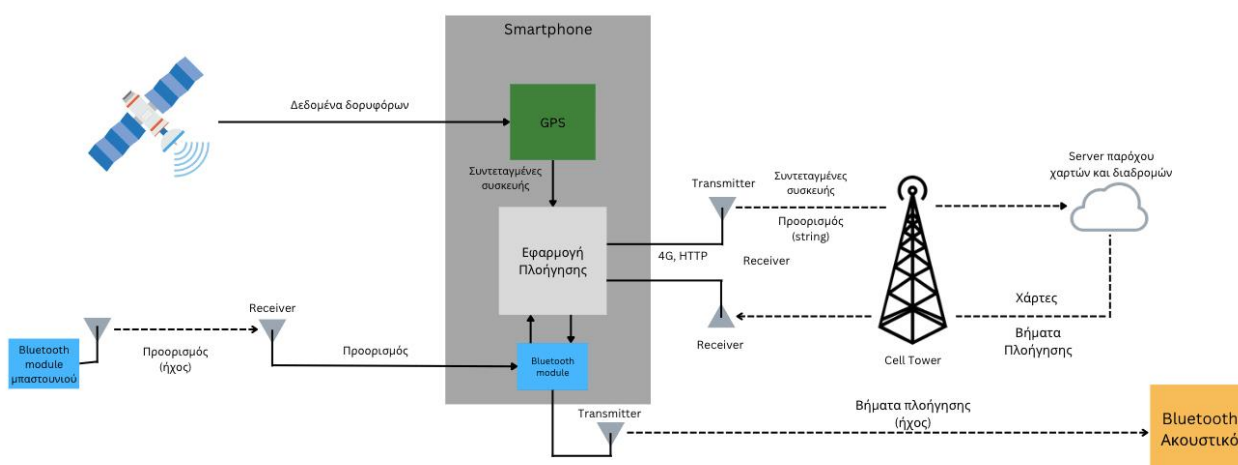 Smartphone
Δεδομένα δορυφόρων
GPS
Συντεταγμένες
συσκευής
Transmitter
Συντεταγμένες
συσκευής
Προορισμός
(string)
Server παρόχου
χαρτών και διαδρομών
Εφαρμογή
Πλοήγησης
4G, HTTP
Receiver
Receiver
Χάρτες
Βήματα
Πλοήγησης
Cell Tower
Bluetooth
module
μπαστουνιού
Προορισμός
(ήχος)
Receiver
Προορισμός
Bluetooth
module
Transmitter
Βήματα πλοήγησης
(ήχος)
Bluetooth
Ακουστικό